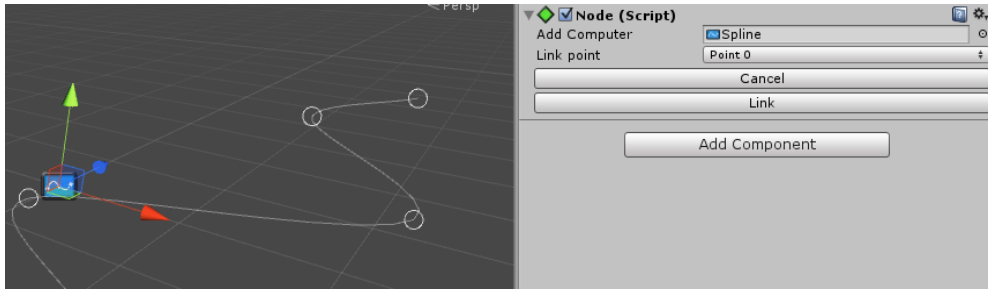 < Persp
Node (Script)
Add Computer
Spline
Link point
Point 0
Cancel
Link
Add Component